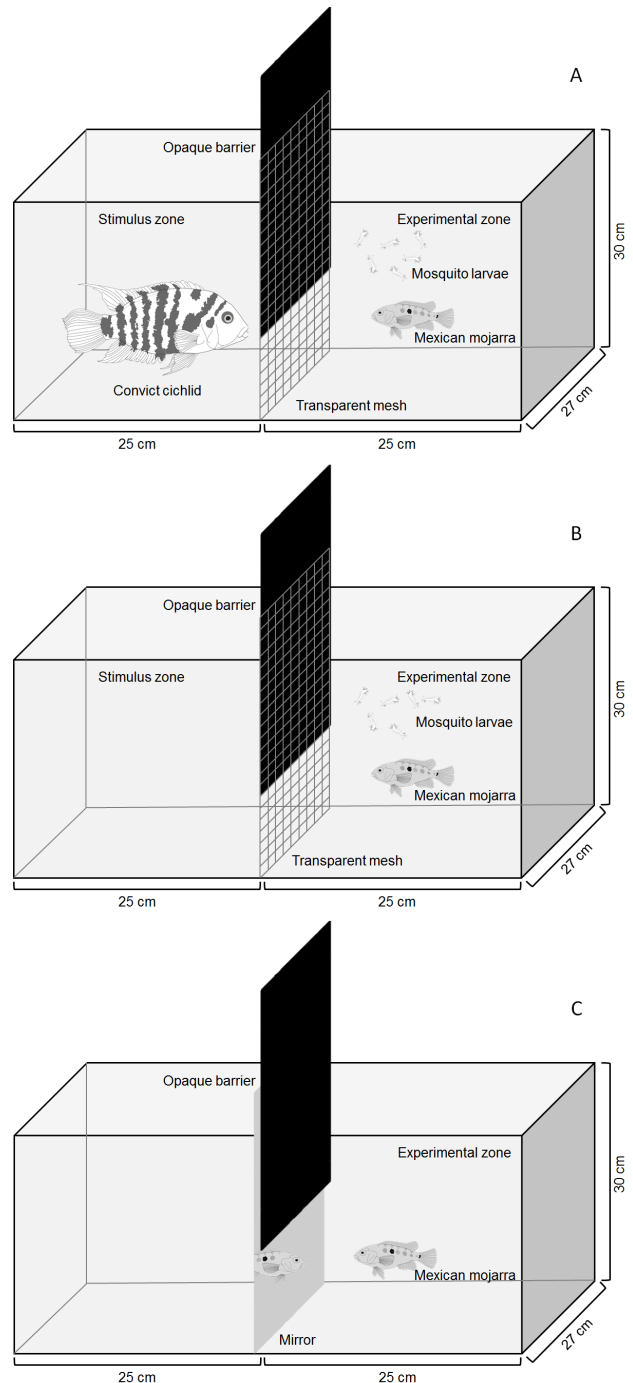 A
Opaque barrier
Stimulus zone
Experimental zone
Mosquito larvae
Mexican mojarra
Convict cichlid
Transparent mesh
30 cm
27 cm
25 cm
25 cm
B
Opaque barrier
Stimulus zone
Experimental zone
Mosquito larvae
Mexican mojarra
Transparent mesh
30 cm
27 cm
25 cm
25 cm
C
Opaque barrier
Experimental zone
Mexican mojarra
Mirror
30 cm
27 cm
25 cm
25 cm